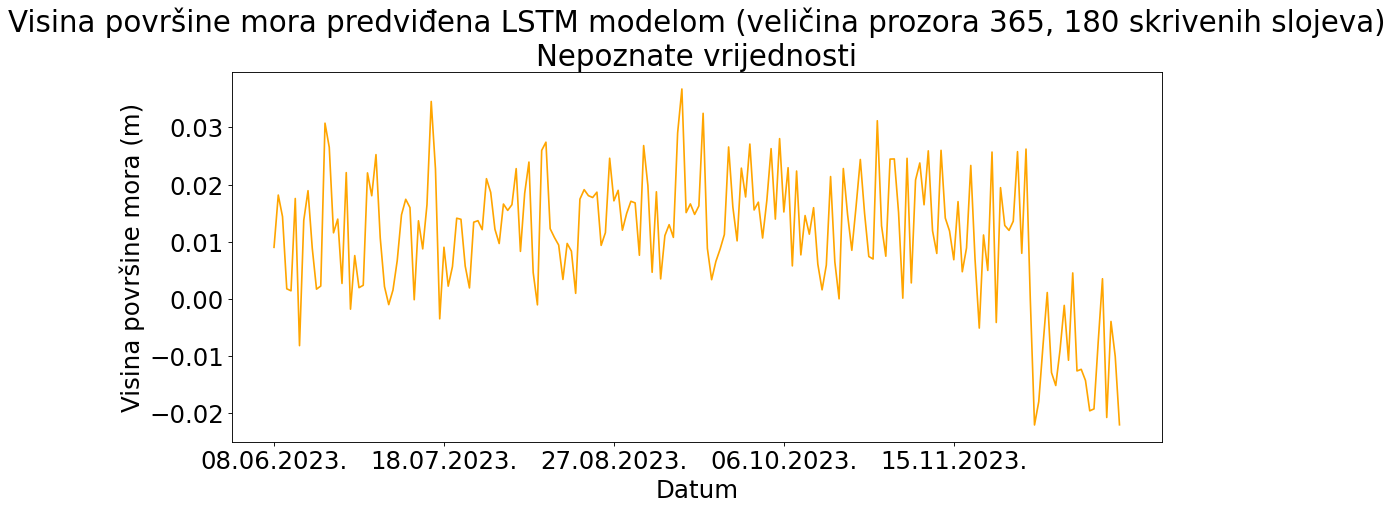 Visina površine mora predviđena LSTM modelom (veličina prozora 365, 180 skrivenih slojeva)
Nepoznate vrijednosti
Visina površine mora (m)
0.03
0.02
0.01
0.00
−0.01
−0.02
08.06.2023. 18.07.2023. 27.08.2023. 06.10.2023. 15.11.2023.
Datum